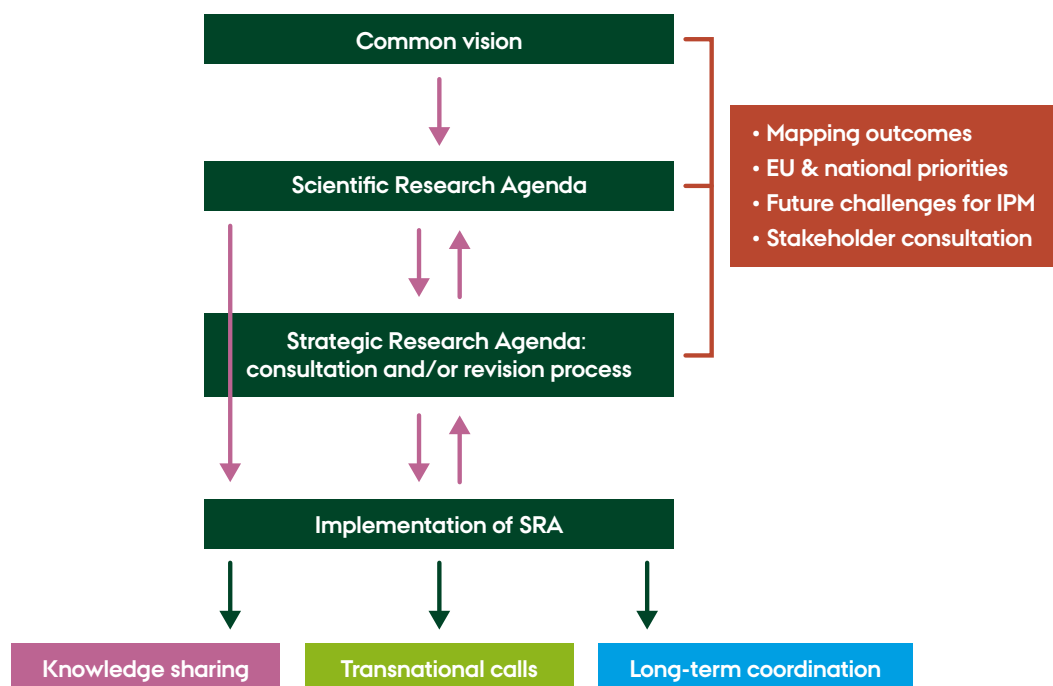 Common vision
Scientific Research Agenda
Strategic Research Agenda:
consultation and/or revision process
Implementation of SRA
• Mapping outcomes
• EU & national priorities
• Future challenges for IPM
• Stakeholder consultation
Knowledge sharing
Transnational calls
Long-term coordination